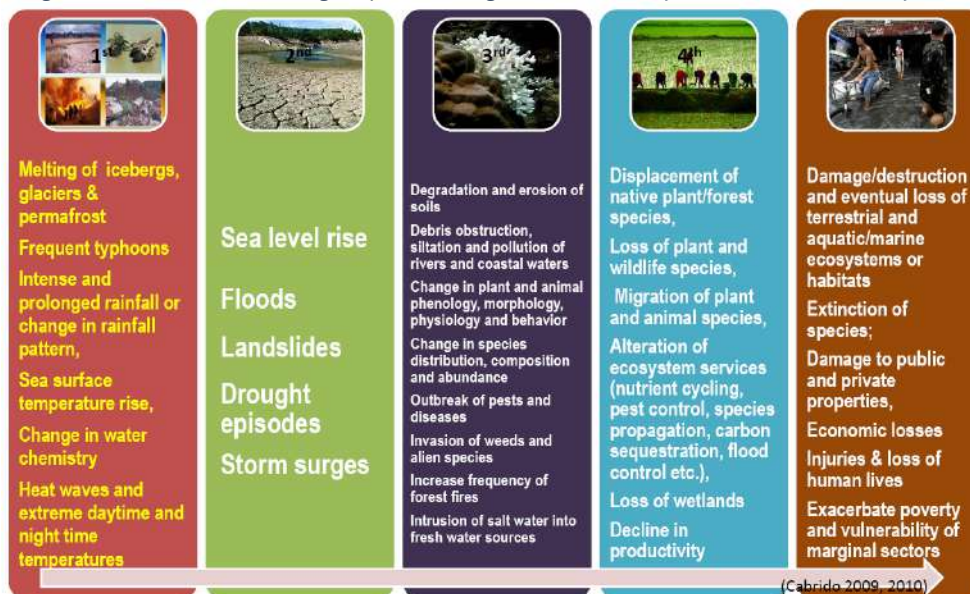 1st
Melting of icebergs,
glaciers &
permafrost
Frequent typhoons
Intense and
prolonged rainfall or
change in rainfall
pattern,
Sea surface
temperature rise,
Change in water
chemistry
Heat waves and
extreme daytime and
night time
temperatures
2nd
Sea level rise
Floods
Landslides
Drought
episodes
Storm surges
3rd
Degradation and erosion of
soils
Debris obstruction,
siltation and pollution of
rivers and coastal waters
Change in plant and animal
phenology, morphology,
physiology and behavior
Change in species
distribution, composition
and abundance
Outbreak of pests and
diseases
Invasion of weeds and
alien species
Increase frequency of
forest fires
Intrusion of salt water into
fresh water sources
4th
Displacement of
native plant/forest
species,
Loss of plant and
wildlife species,
Migration of plant
and animal species,
Alteration of
ecosystem services
(nutrient cycling,
pest control, species
propagation, carbon
sequestration, flood
control etc.),
Loss of wetlands
Decline in
productivity
Damage/destruction
and eventual loss of
terrestrial and
aquatic/marine
ecosystems or
habitats
Extinction of
species;
Damage to public
and private
properties,
Economic losses
Injuries & loss of
human lives
Exacerbate poverty
and vulnerability of
marginal sectors
(Cabrido 2009, 2010)